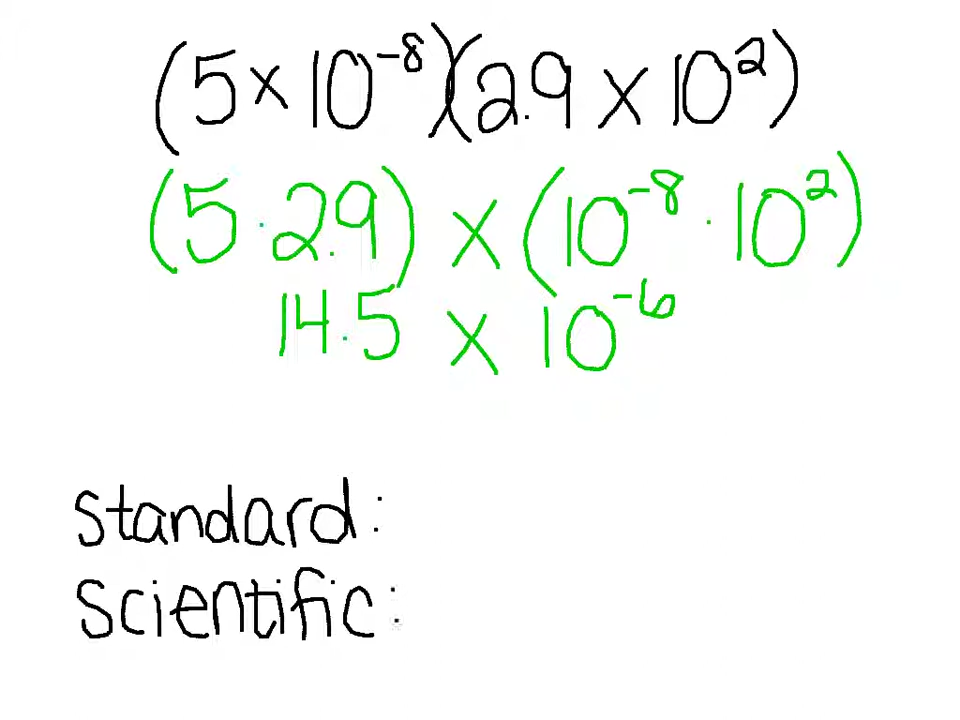 (5 × 10⁻⁸)(2.9 × 10²)
(5 · 2.9) × (10⁻⁸ · 10²)
14.5 × 10⁻⁶
Standard:
Scientific: